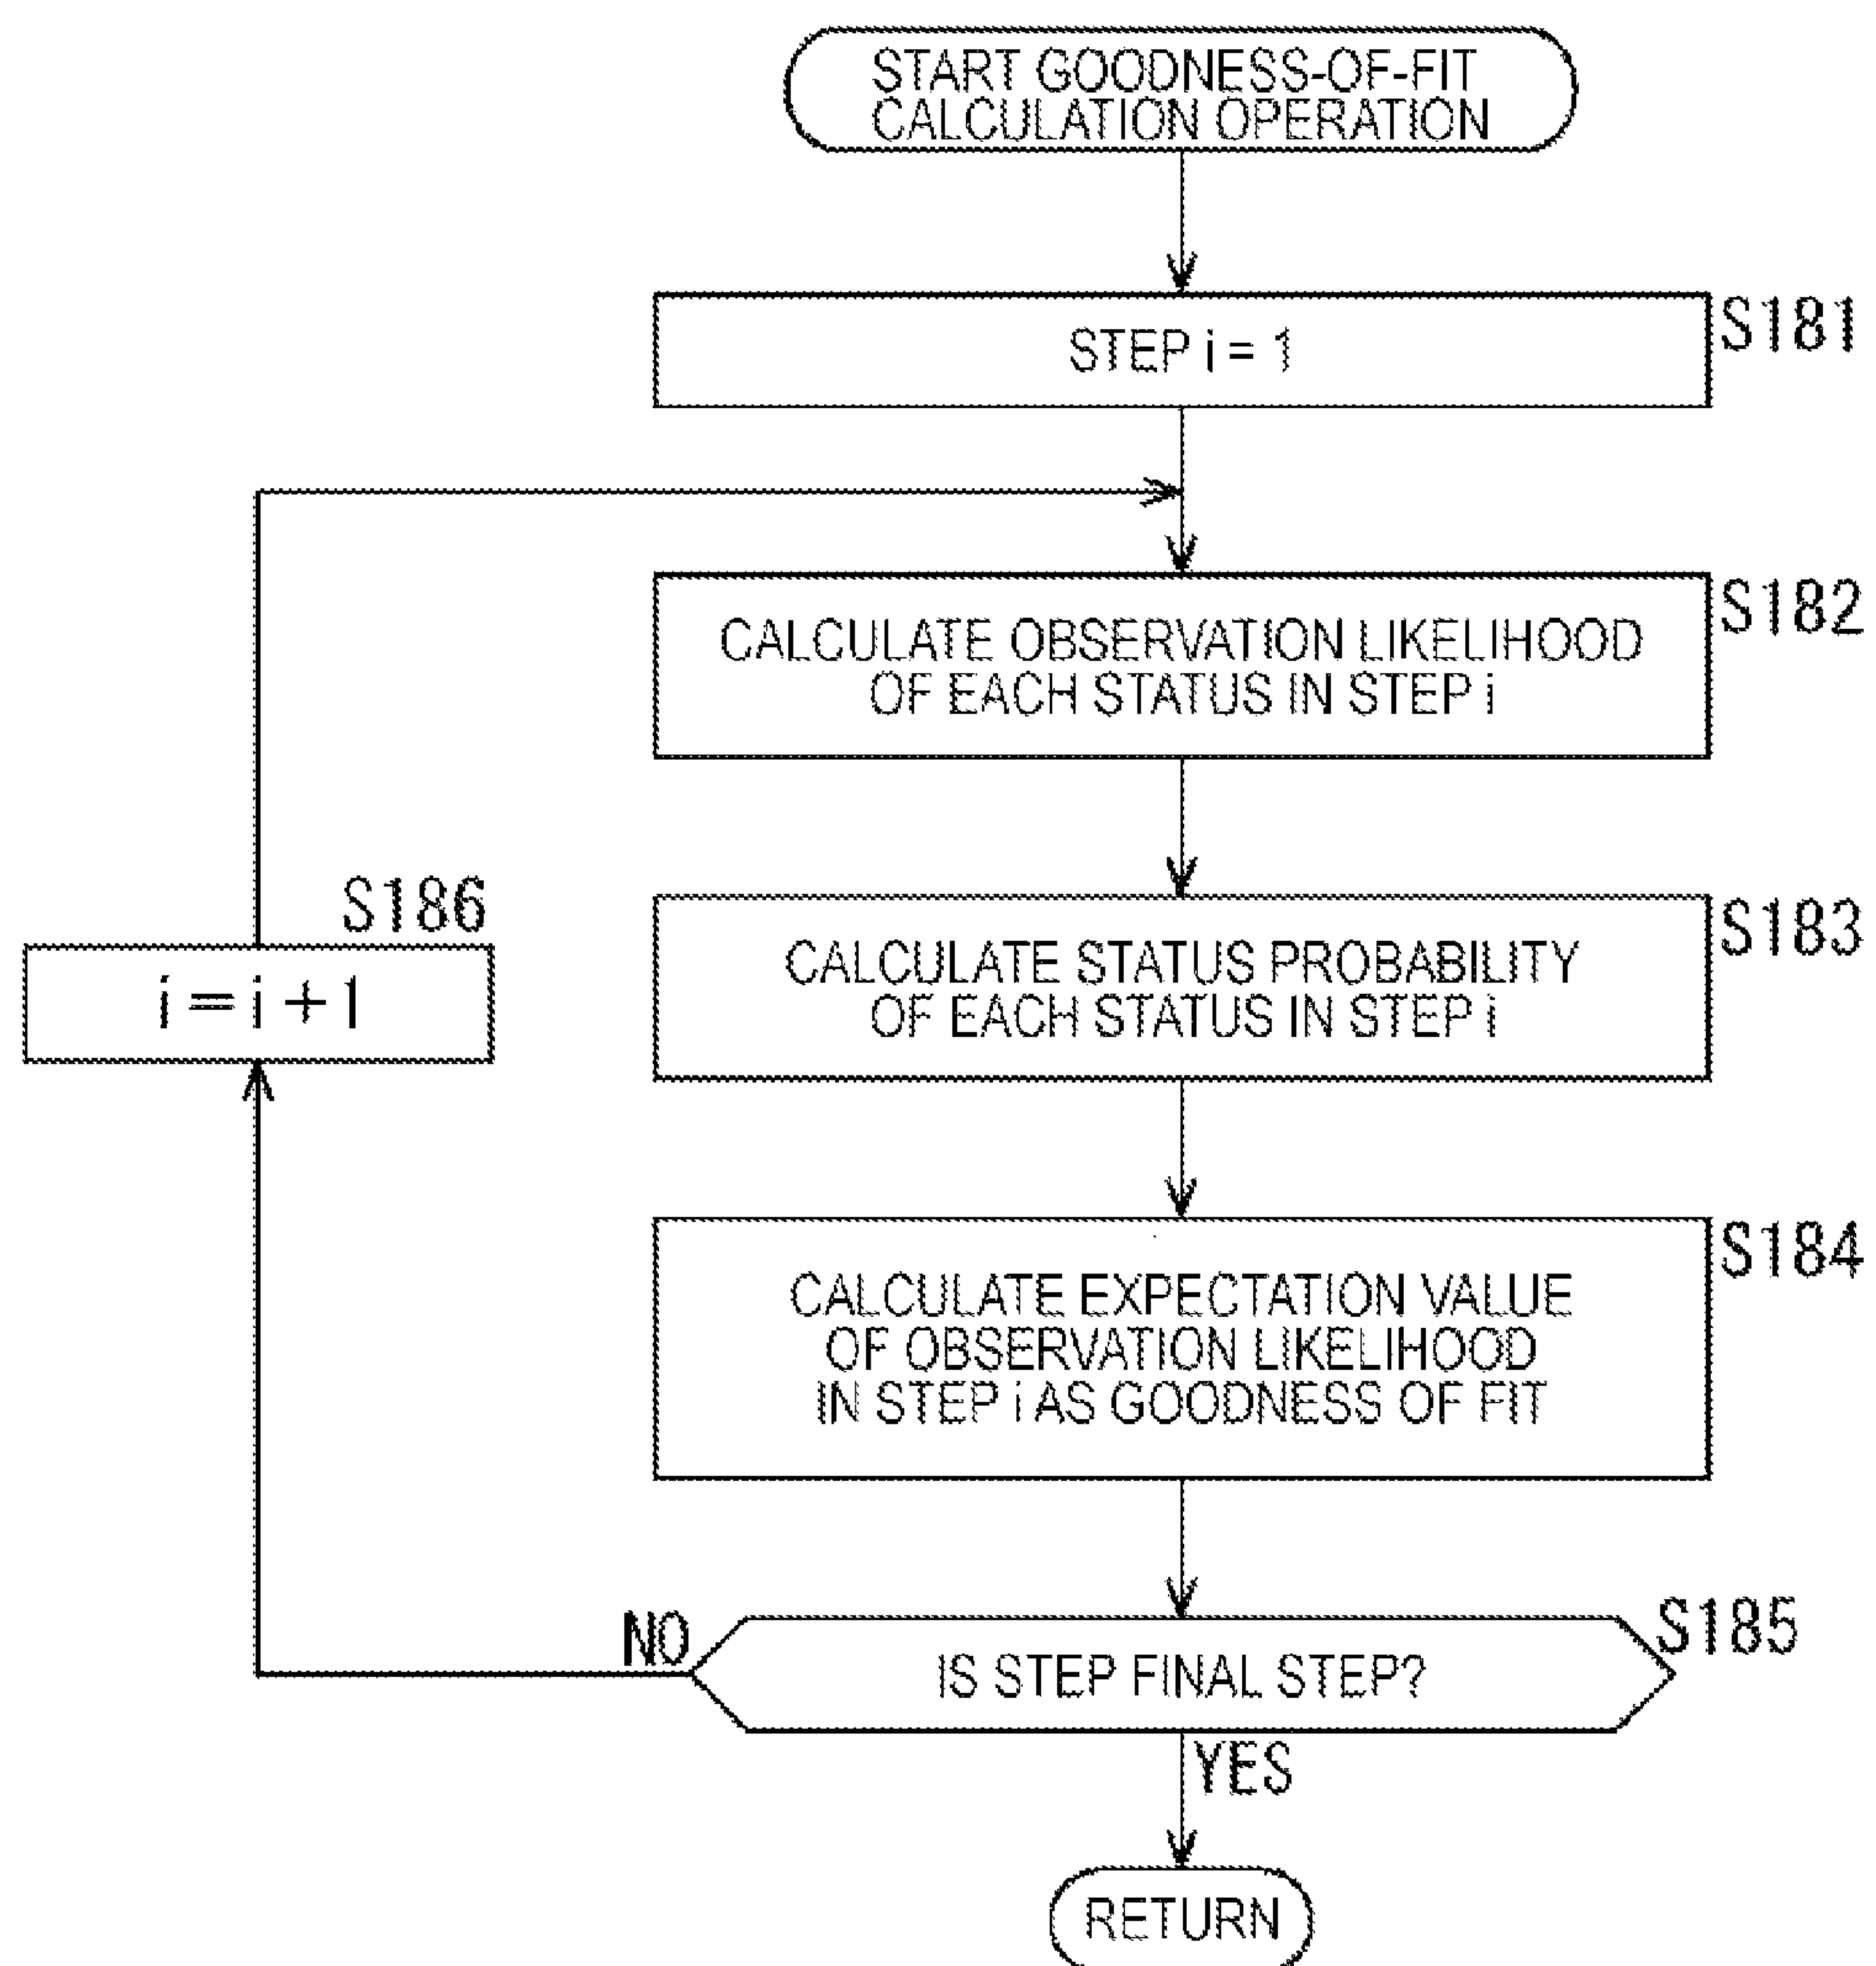 START GOODNESS-OF-FIT
CALCULATION OPERATION
STEP i = 1
S181
CALCULATE OBSERVATION LIKELIHOOD
OF EACH STATUS IN STEP i
S182
CALCULATE STATUS PROBABILITY
OF EACH STATUS IN STEP i
S183
S186
i = i + 1
CALCULATE EXPECTATION VALUE
OF OBSERVATION LIKELIHOOD
IN STEP i AS GOODNESS OF FIT
S184
NO
IS STEP FINAL STEP?
S185
YES
RETURN